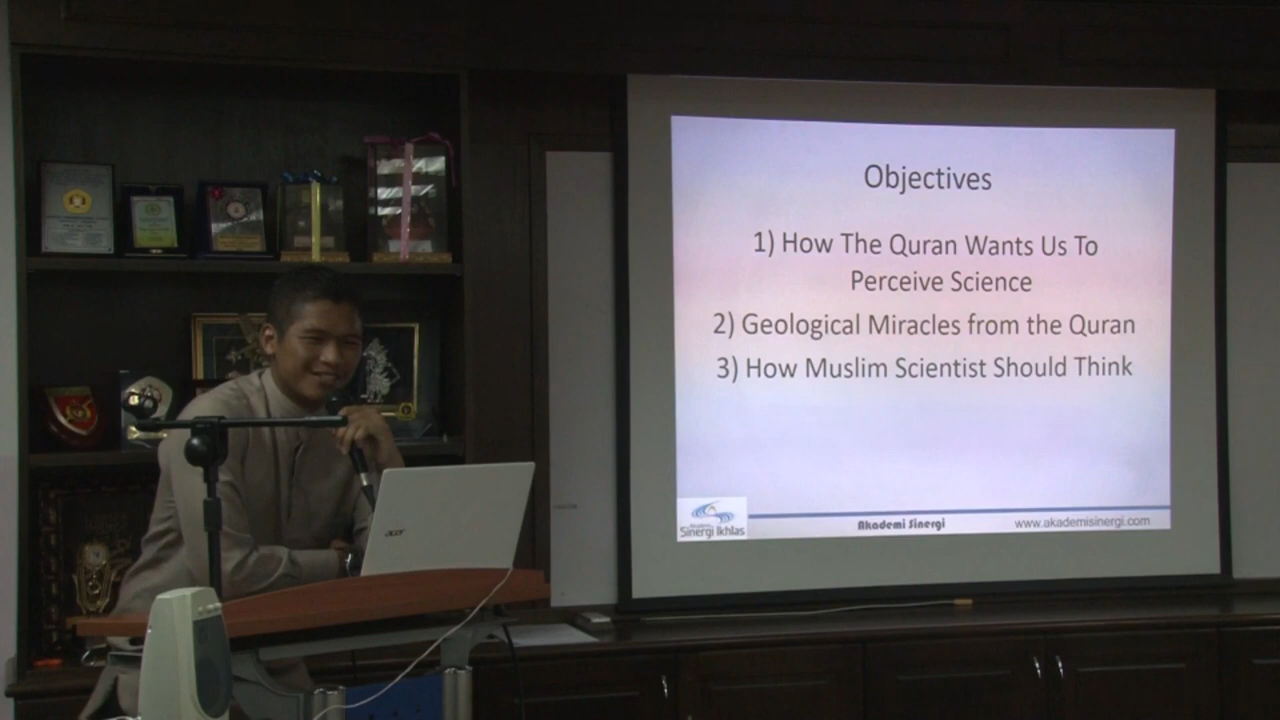 Objectives
1) How The Quran Wants Us To
Perceive Science
2) Geological Miracles from the Quran
3) How Muslim Scientist Should Think
Akademi
Sinergi Ikhlas
Akademi Sinergi
www.akademisinergi.com
acer